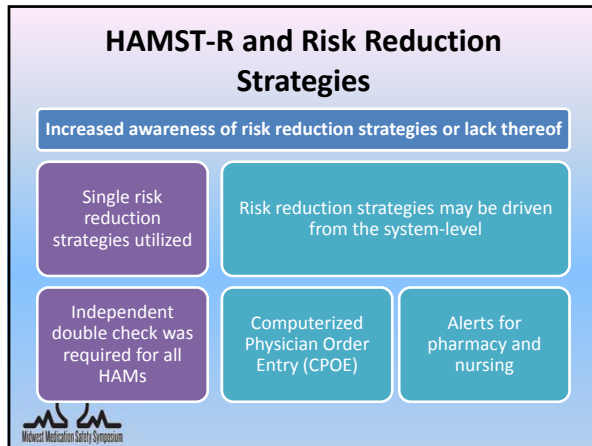 HAMST-R and Risk Reduction
Strategies
Increased awareness of risk reduction strategies or lack thereof
Single risk
reduction
strategies utilized
Risk reduction strategies may be driven
from the system-level
Independent
double check was
required for all
HAMs
Computerized
Physician Order
Entry (CPOE)
Alerts for
pharmacy and
nursing
Midwest Medication Safety Symposium